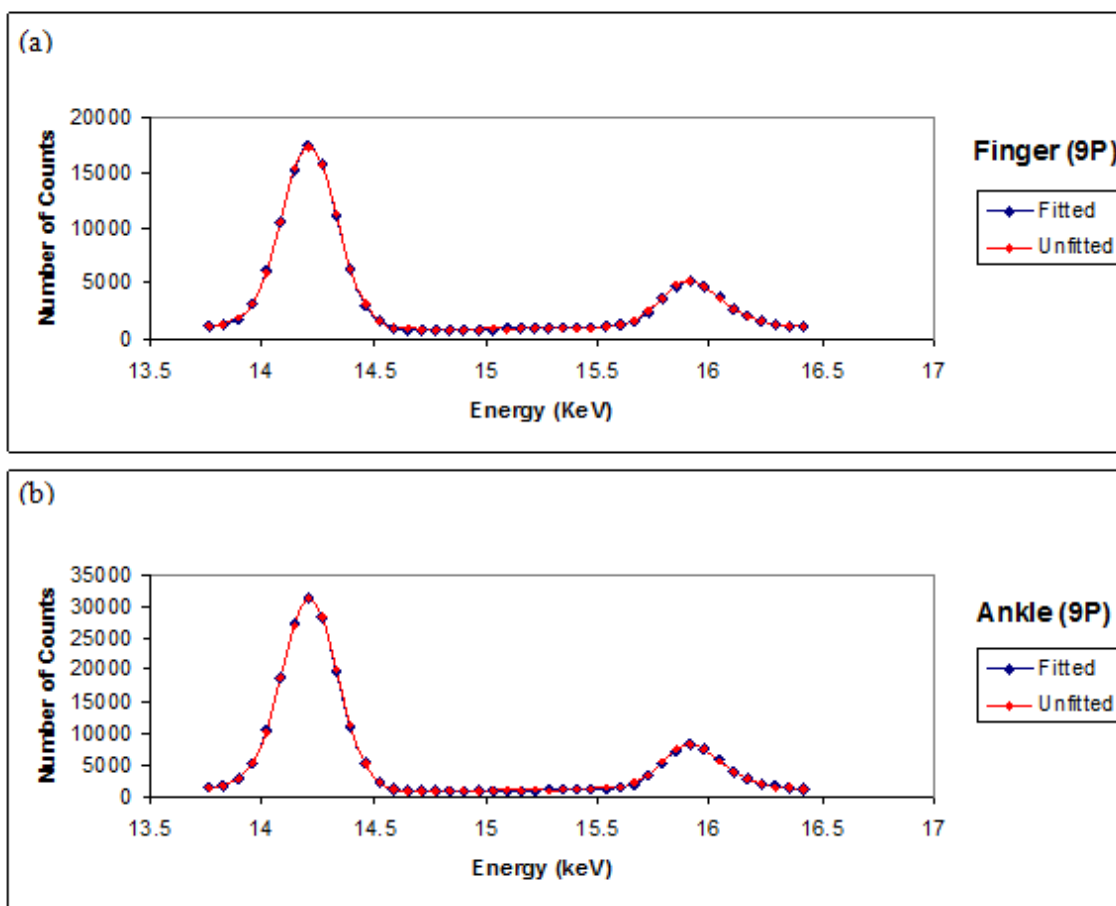 (a)
20000
15000
10000
5000
0
Number of Counts
13.5 14 14.5 15 15.5 16 16.5 17
Energy (KeV)
Finger (9P)
Fitted
Unfitted
(b)
35000
30000
25000
20000
15000
10000
5000
0
Number of Counts
13.5 14 14.5 15 15.5 16 16.5 17
Energy (keV)
Ankle (9P)
Fitted
Unfitted